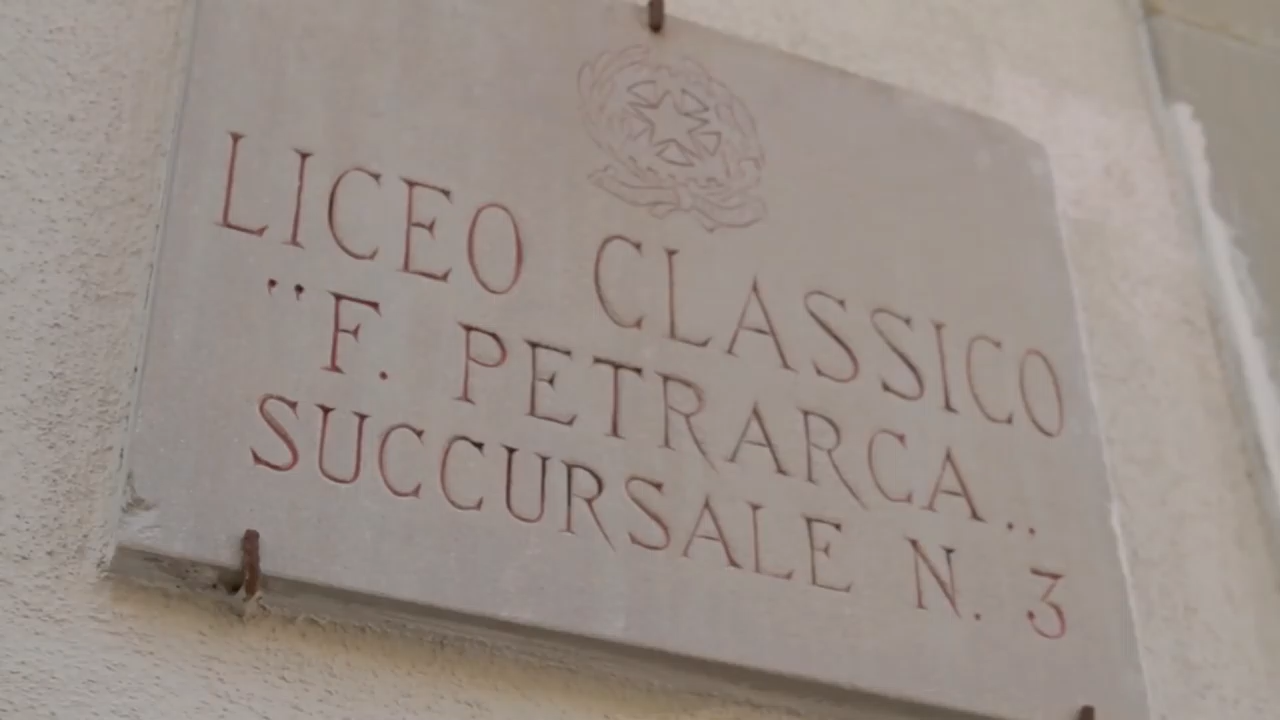 LICEO CLASSICO
"F. PETRARCA„
SUCCURSALE N. 3